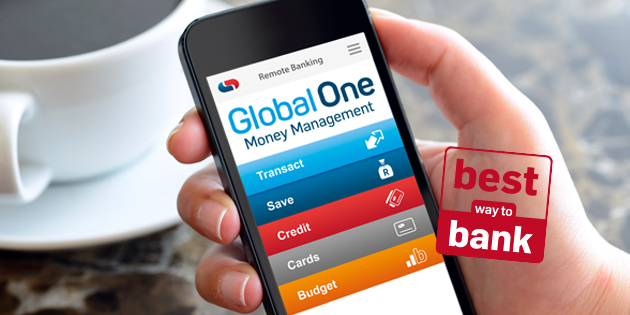 Remote Banking
Global One
Money Management
Transact
Save
R
Credit
Cards
Budget
b
best
way to
bank